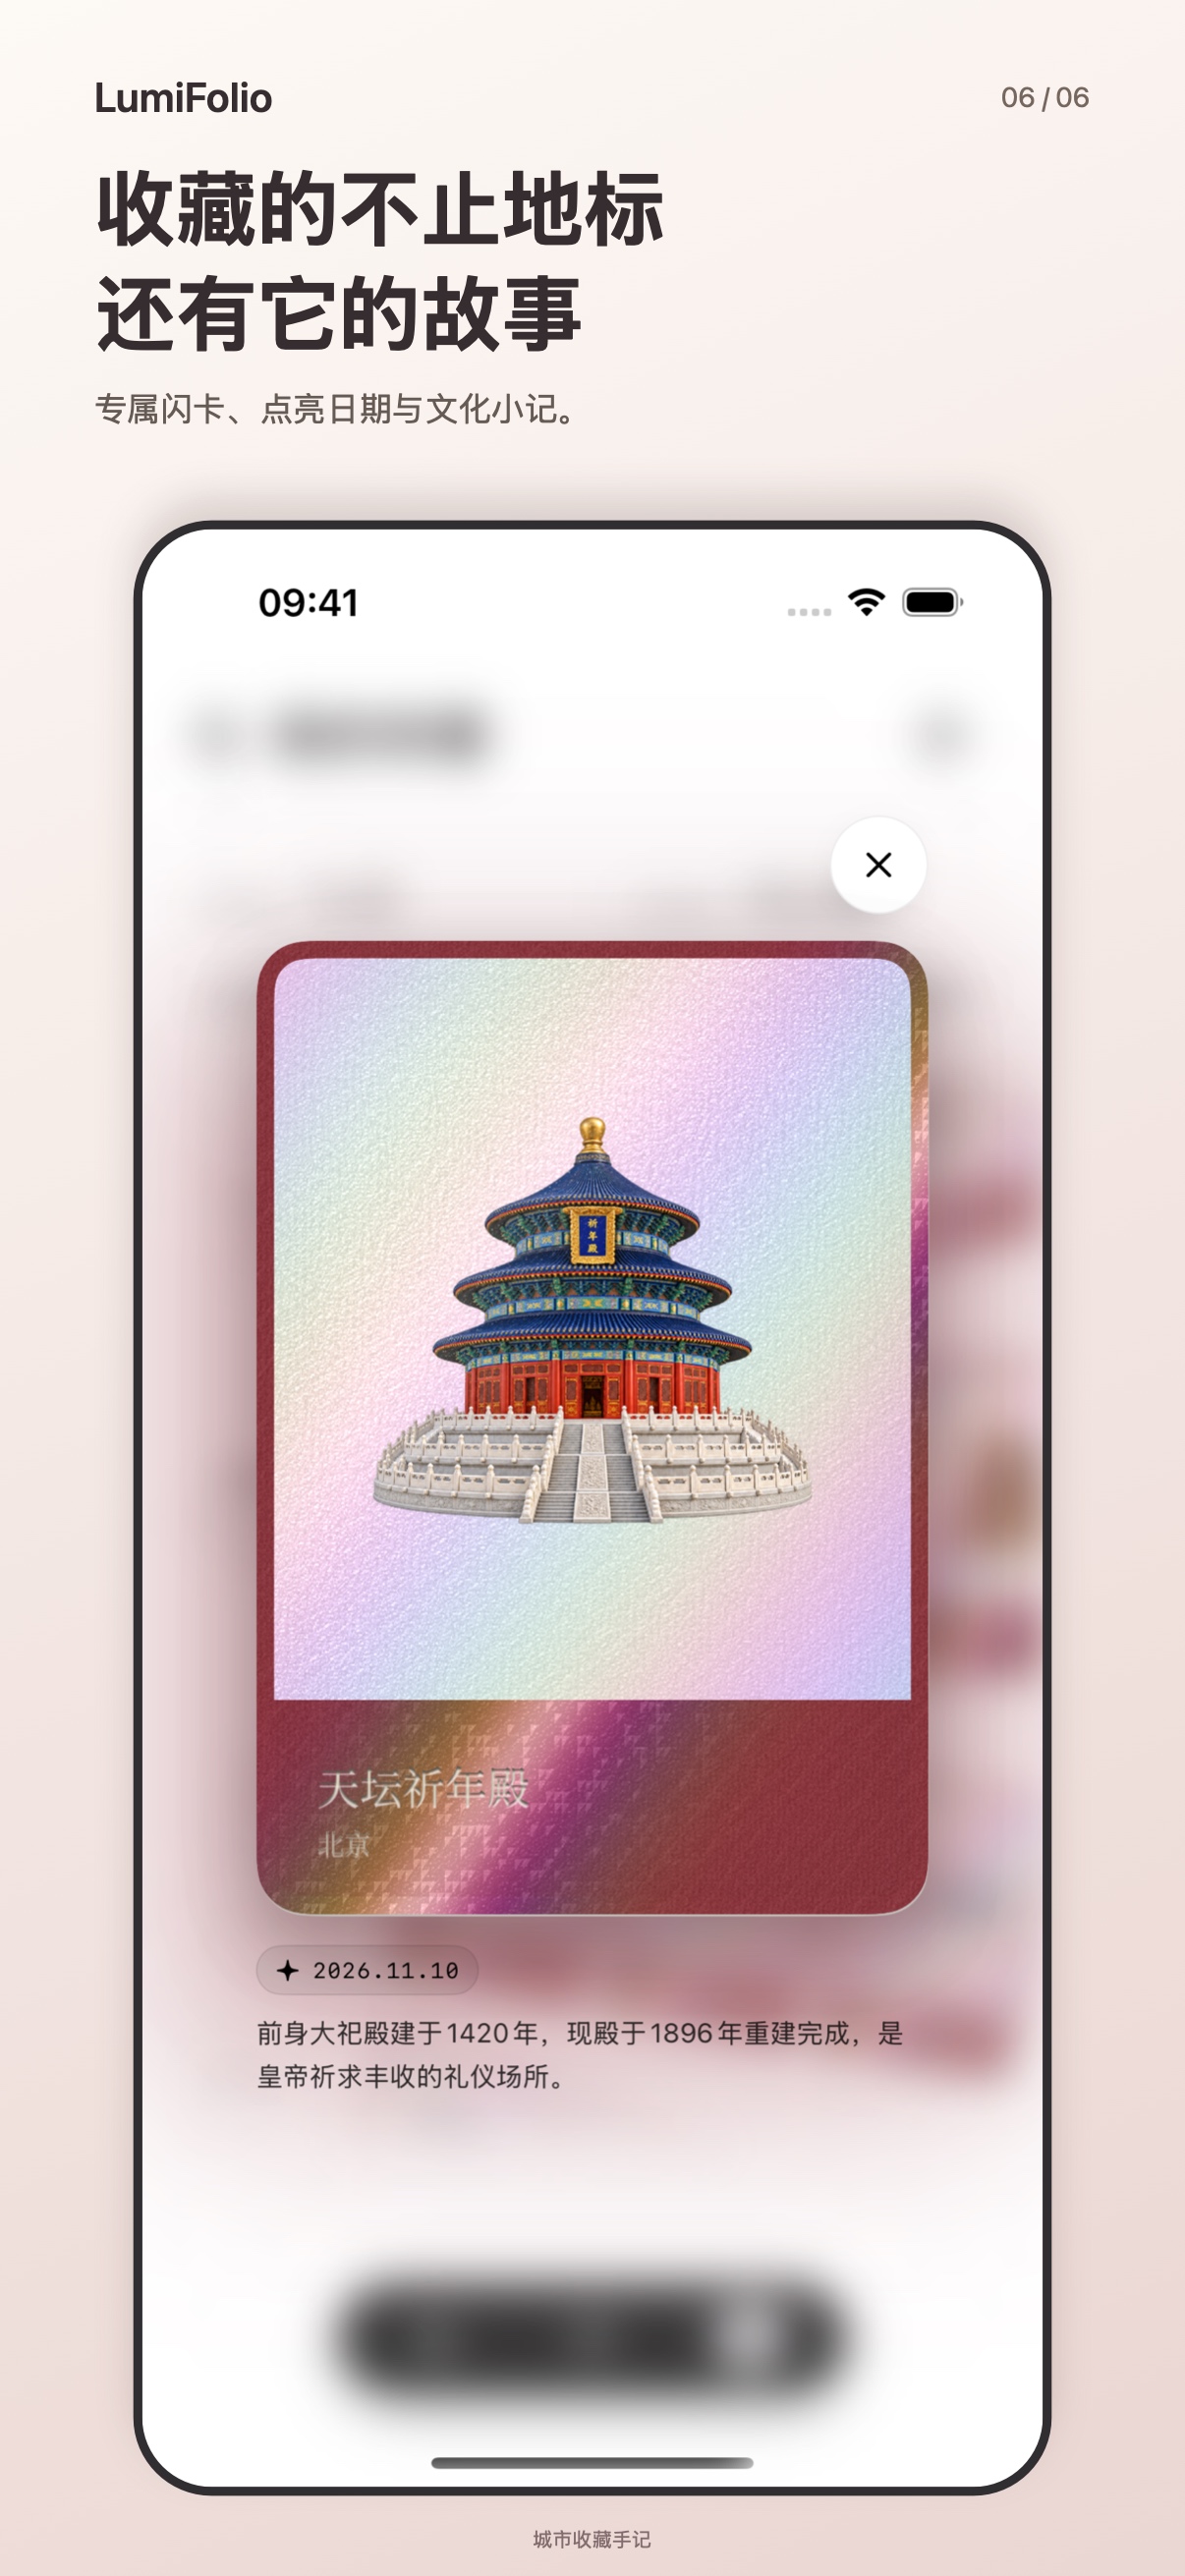 LumiFolio
06 / 06
收藏的不止地标
还有它的故事
专属闪卡、点亮日期与文化小记。
09:41
祈年殿
天坛祈年殿
北京
2026.11.10
前身大祀殿建于1420年，现殿于1896年重建完成，是
皇帝祈求丰收的礼仪场所。
城市收藏手记